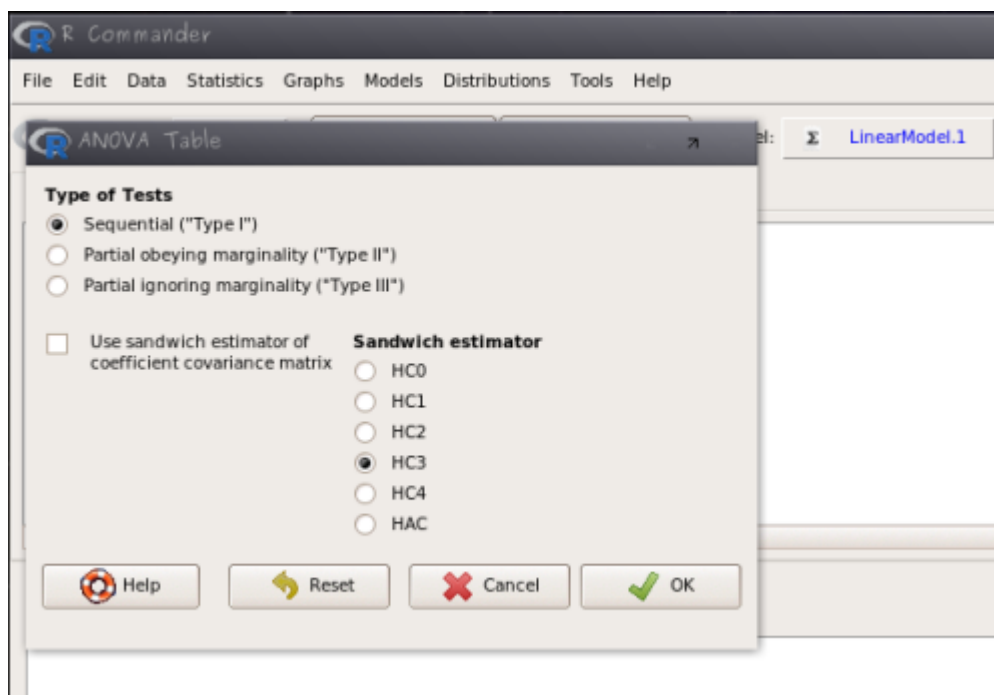 R Commander
File Edit Data Statistics Graphs Models Distributions Tools Help
ANOVA Table
el: Σ LinearModel.1
Type of Tests
Sequential ("Type I")
Partial obeying marginality ("Type II")
Partial ignoring marginality ("Type III")
Use sandwich estimator of
coefficient covariance matrix
Sandwich estimator
HC0
HC1
HC2
HC3
HC4
HAC
Help Reset Cancel OK